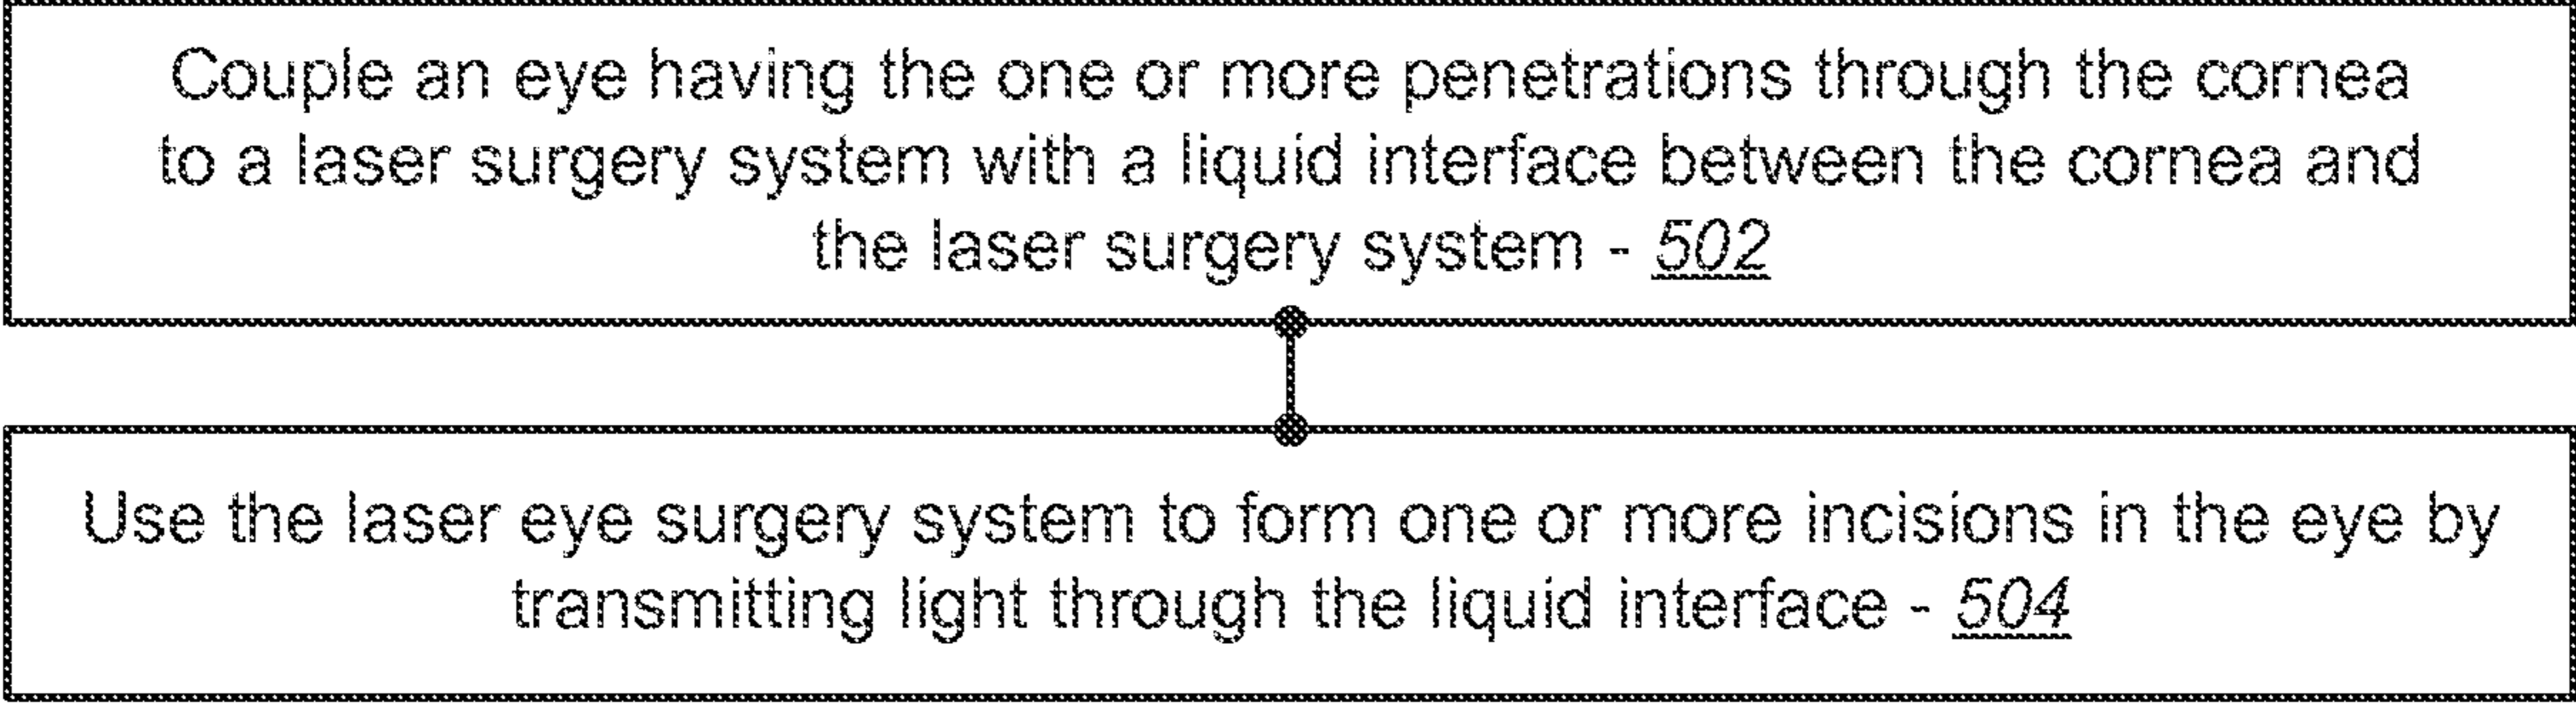 Couple an eye having the one or more penetrations through the cornea
to a laser surgery system with a liquid interface between the cornea and
the laser surgery system - 502
Use the laser eye surgery system to form one or more incisions in the eye by
transmitting light through the liquid interface - 504